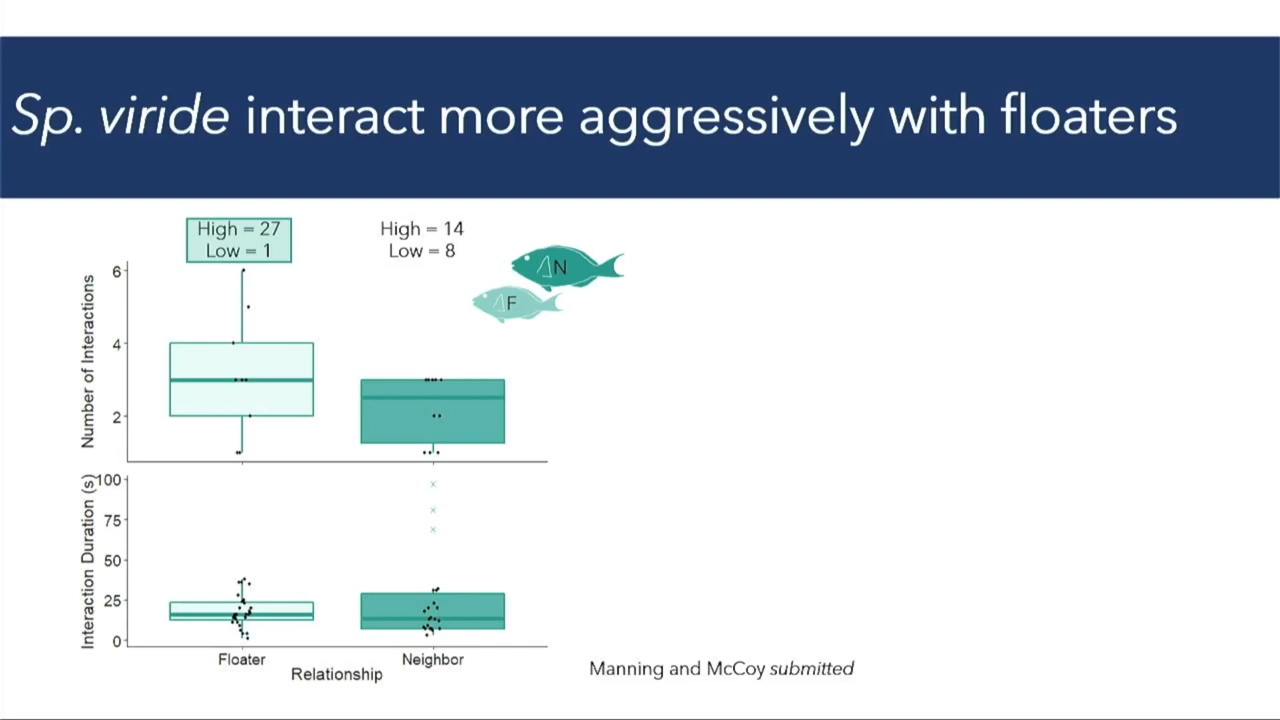 Sp. viride interact more aggressively with floaters
High = 27
Low = 1
High = 14
Low = 8
N
F
Number of Interactions
6
4
2
Interaction Duration (s)
100
75
50
25
0
Floater
Neighbor
Relationship
Manning and McCoy submitted